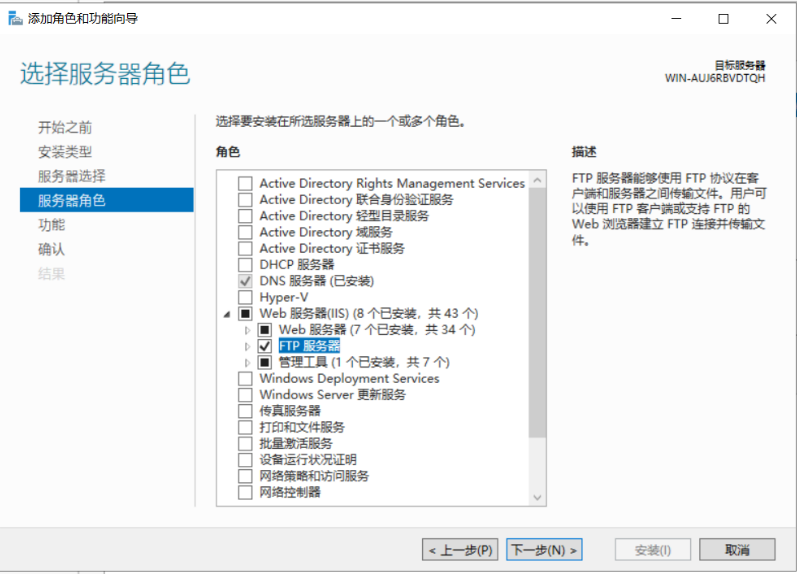 添加角色和功能向导
选择服务器角色
目标服务器
WIN-AUJ6RBVDTQH
开始之前
安装类型
服务器选择
服务器角色
功能
确认
结果
选择要安装在所选服务器上的一个或多个角色。
角色
Active Directory Rights Management Services
Active Directory 联合身份验证服务
Active Directory 轻型目录服务
Active Directory 域服务
Active Directory 证书服务
DHCP 服务器
DNS 服务器 (已安装)
Hyper-V
Web 服务器(IIS) (8 个已安装，共 43 个)
Web 服务器 (7 个已安装，共 34 个)
FTP 服务器
管理工具 (1 个已安装，共 7 个)
Windows Deployment Services
Windows Server 更新服务
传真服务器
打印和文件服务
批量激活服务
设备运行状况证明
网络策略和访问服务
网络控制器
描述
FTP 服务器能够使用 FTP 协议在客
户端和服务器之间传输文件。用户可
以使用 FTP 客户端或支持 FTP 的
Web 浏览器建立 FTP 连接并传输文
件。
< 上一步(P)
下一步(N) >
安装(I)
取消